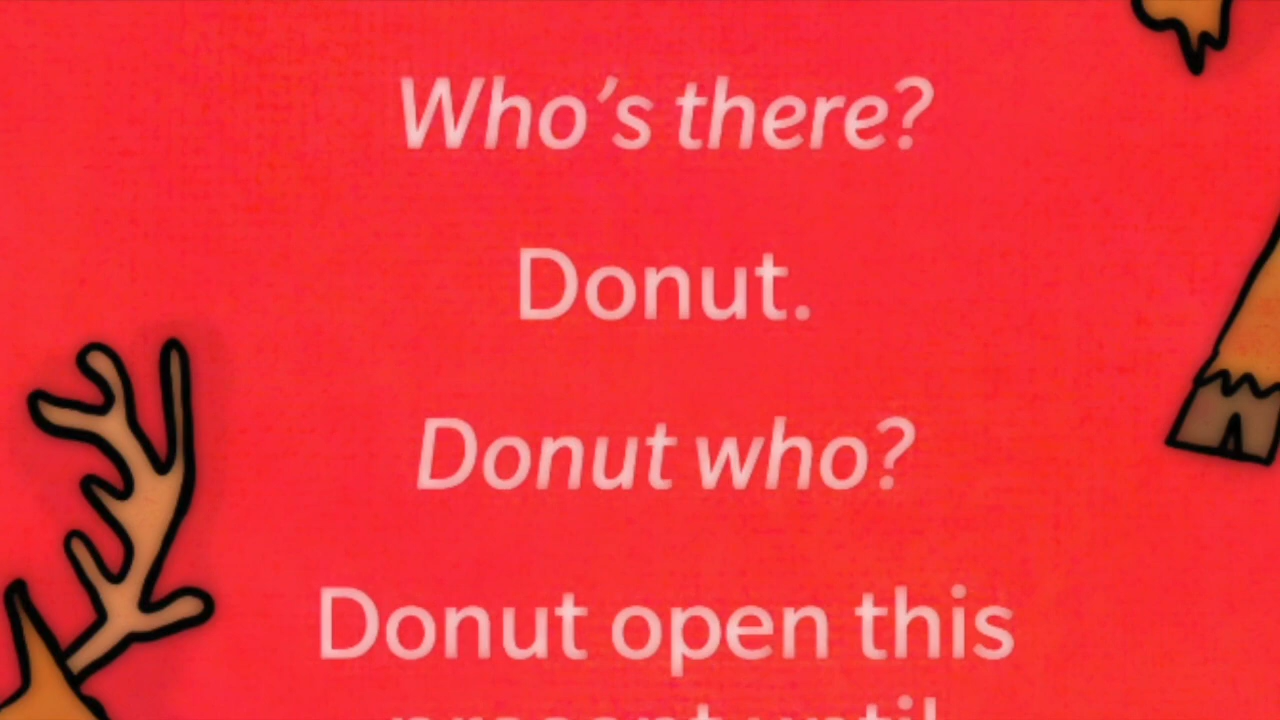 Who’s there?
Donut.
Donut who?
Donut open this